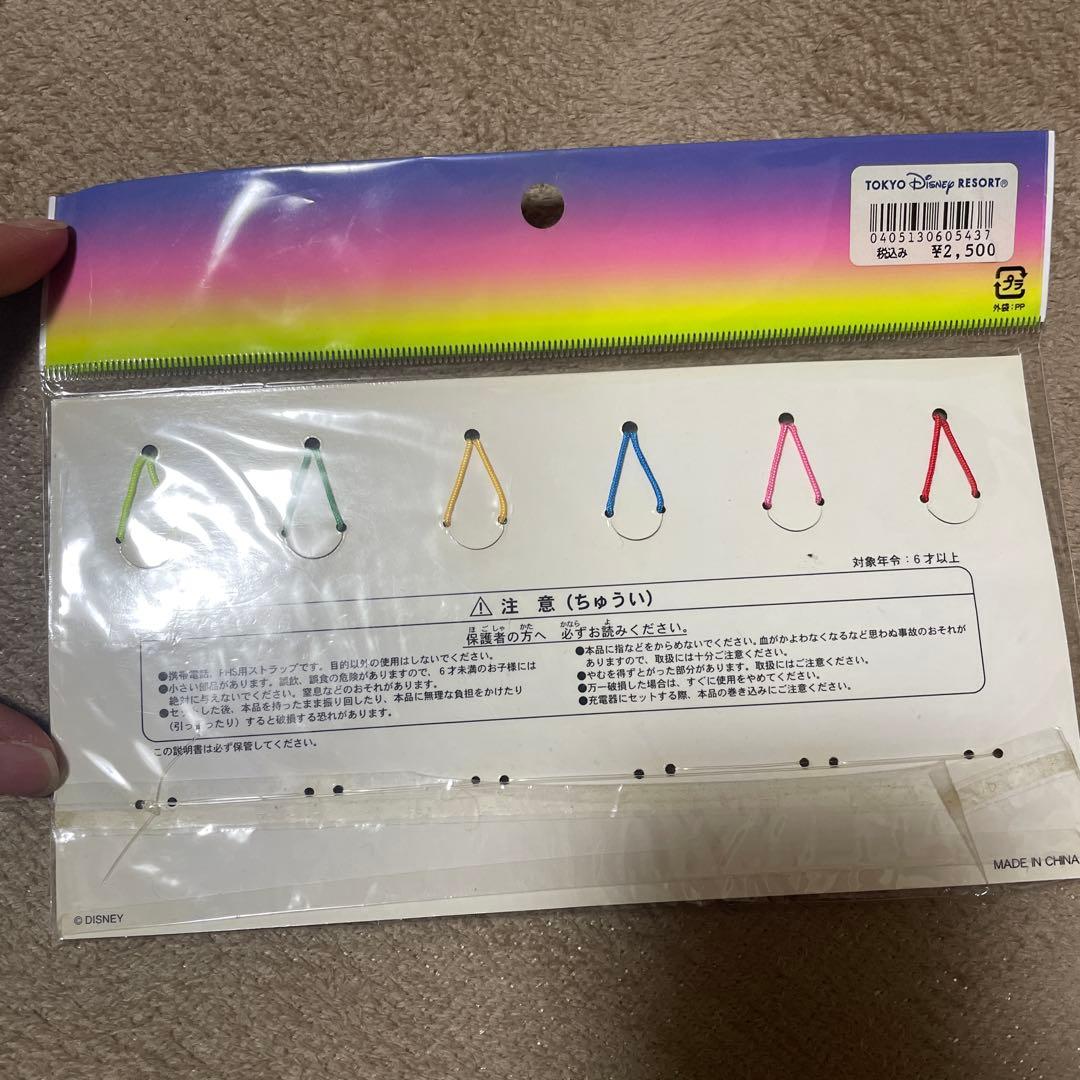 TOKYO Disney RESORT®
0405130605437
税込み ¥2,500
プラ
外袋：PP
対象年令：6才以上
⚠ 注 意（ちゅうい）
保護者の方へ 必ずお読みください。
ほ ご しゃ かた かなら よ
●携帯電話、PHS用ストラップです。目的以外の使用はしないでください。
●小さい部品があります。誤飲、誤食の危険がありますので、6才未満のお子様には
絶対に与えないでください。窒息などのおそれがあります。
●セットした後、本品を持ったまま振り回したり、本品に無理な負担をかけたり
（引っぱったり）すると破損する恐れがあります。
●本品に指などをからめないでください。血がかよわなくなるなど思わぬ事故のおそれが
ありますので、取扱には十分ご注意ください。
●やむを得ずとがった部分があります。取扱にはご注意ください。
●万一破損した場合は、すぐに使用をやめてください。
●充電器にセットする際、本品の巻き込みにご注意ください。
この説明書は必ず保管してください。
MADE IN CHINA
© DISNEY